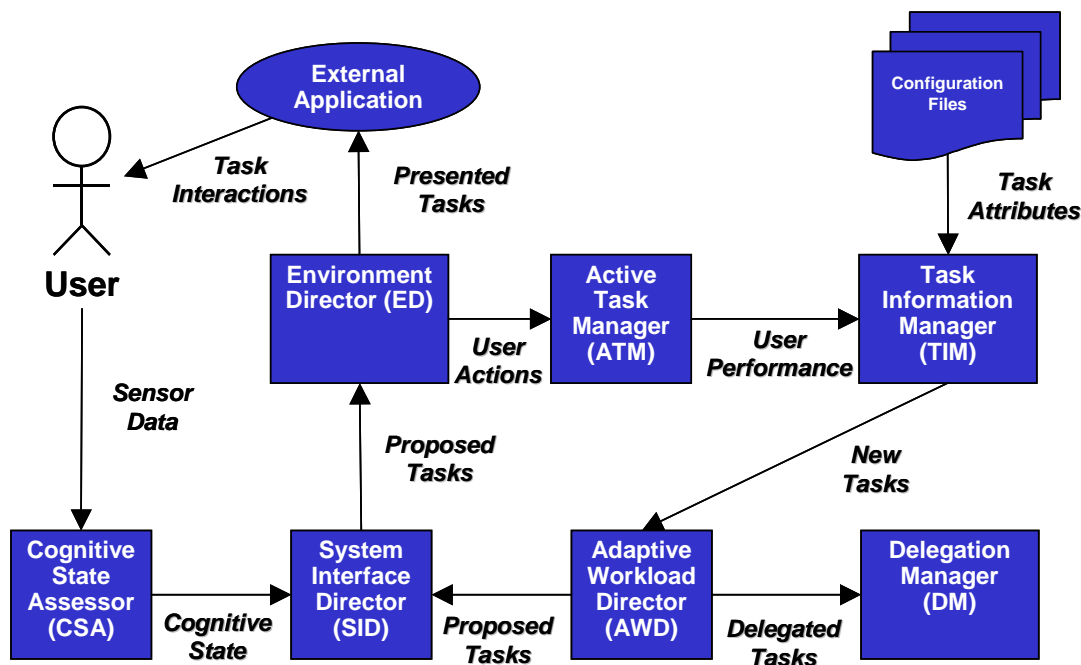 External
Application
Configuration
Files
Task
Interactions
Presented
Tasks
Task
Attributes
User
Environment
Director (ED)
Active
Task
Manager
(ATM)
Task
Information
Manager
(TIM)
User
Actions
User
Performance
Sensor
Data
Proposed
Tasks
New
Tasks
Cognitive
State
Assessor
(CSA)
System
Interface
Director
(SID)
Adaptive
Workload
Director
(AWD)
Delegation
Manager
(DM)
Cognitive
State
Proposed
Tasks
Delegated
Tasks